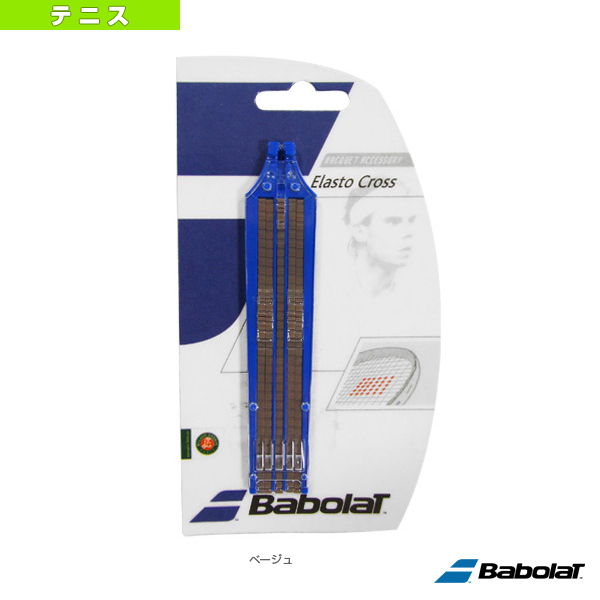 テニス
RACQUET ACCESSORY
Elasto Cross
BabolaT
ベージュ
BabolaT